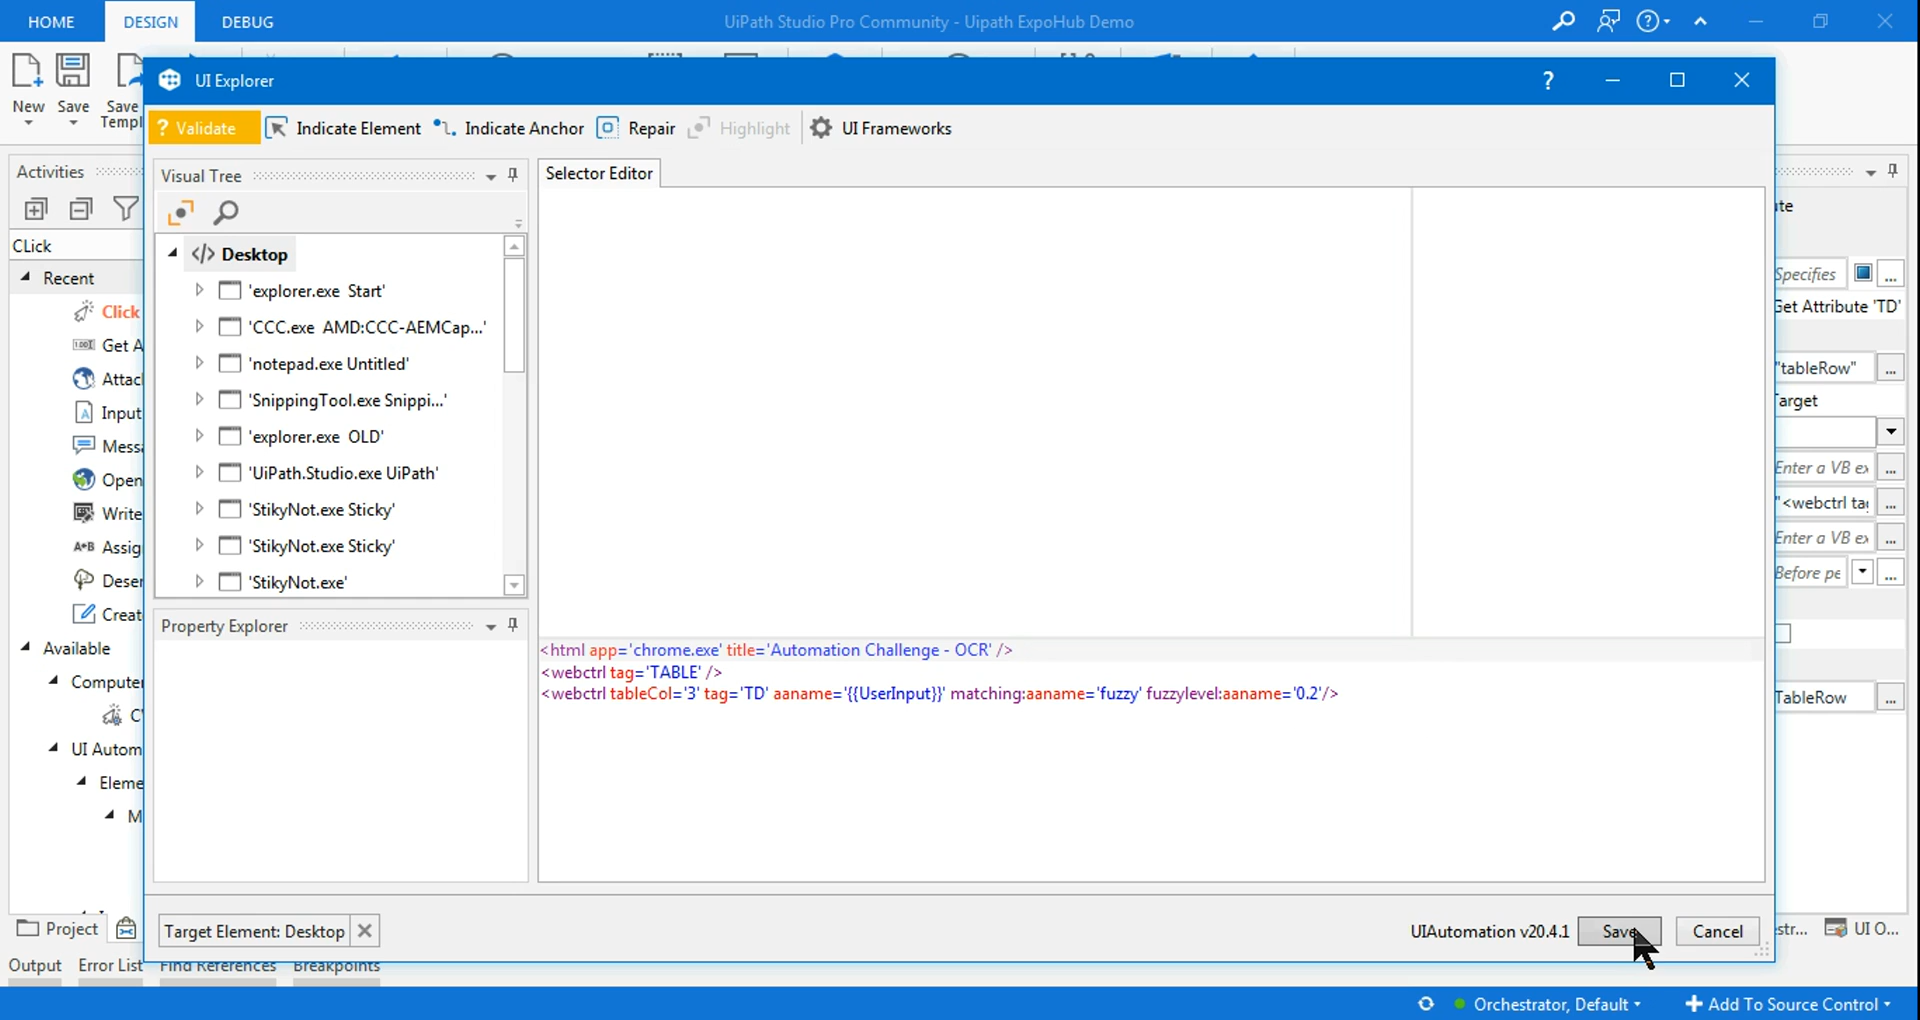 HOME DESIGN DEBUG UiPath Studio Pro Community - Uipath ExpoHub Demo
New Save Save
Templ
UI Explorer
? Validate Indicate Element Indicate Anchor Repair Highlight UI Frameworks
Activities
Visual Tree
Selector Editor
CLick
Recent
Click
Get A
Attac
Input
Messa
Open
Write
A*B Assig
Deser
Creat
Available
Compute
C
UI Autom
Eleme
M
</> Desktop
'explorer.exe Start'
'CCC.exe AMD:CCC-AEMCap...'
'notepad.exe Untitled'
'SnippingTool.exe Snippi...'
'explorer.exe OLD'
'UiPath.Studio.exe UiPath'
'StikyNot.exe Sticky'
'StikyNot.exe Sticky'
'StikyNot.exe'
Property Explorer
<html app='chrome.exe' title='Automation Challenge - OCR' />
<webctrl tag='TABLE' />
<webctrl tableCol='3' tag='TD' aaname='{{UserInput}}' matching:aaname='fuzzy' fuzzylevel:aaname='0.2'/>
Specifies ...
Get Attribute 'TD'
"tableRow" ...
Target
Enter a VB ex ...
"<webctrl tag ...
Enter a VB ex ...
Before pe ...
TableRow ...
Target Element: Desktop
UIAutomation v20.4.1 Save Cancel
Project
str... UI O...
Output Error List Find References Breakpoints
Orchestrator, Default Add To Source Control